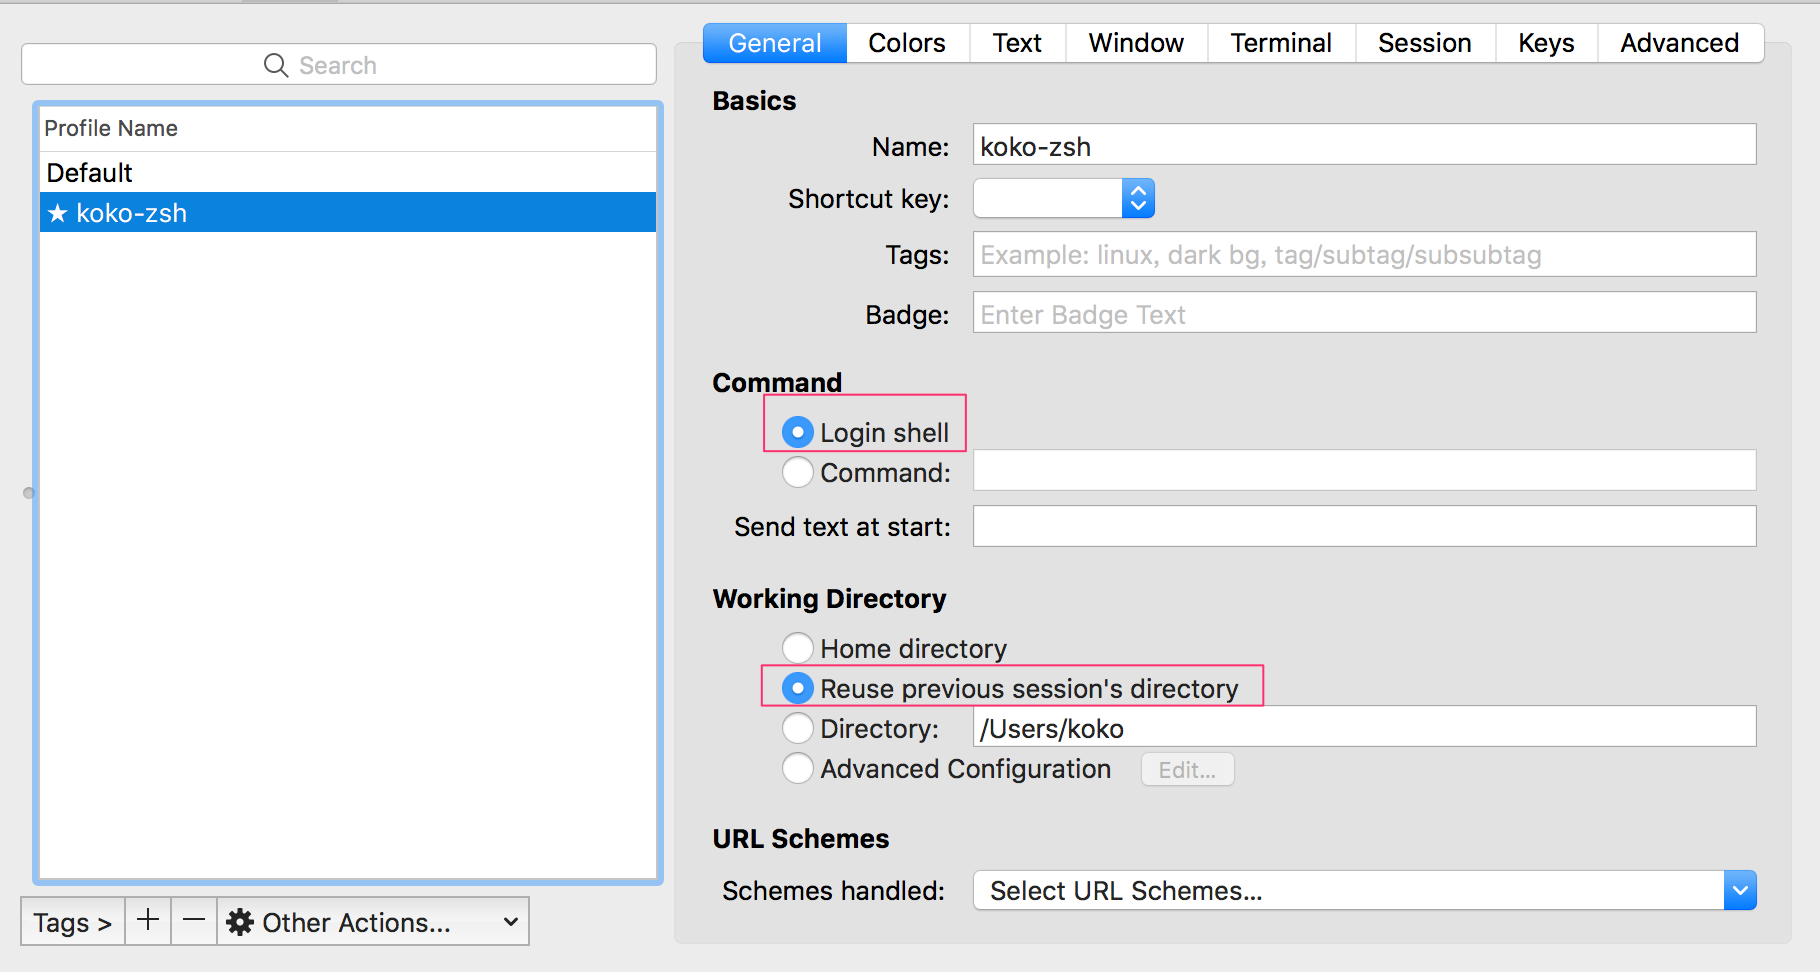 Search
Profile Name
Default
★ koko-zsh
Tags >
+
−
Other Actions...
General Colors Text Window Terminal Session Keys Advanced
Basics
Name: koko-zsh
Shortcut key:
Tags: Example: linux, dark bg, tag/subtag/subsubtag
Badge: Enter Badge Text
Command
Login shell
Command:
Send text at start:
Working Directory
Home directory
Reuse previous session's directory
Directory: /Users/koko
Advanced Configuration Edit...
URL Schemes
Schemes handled: Select URL Schemes...